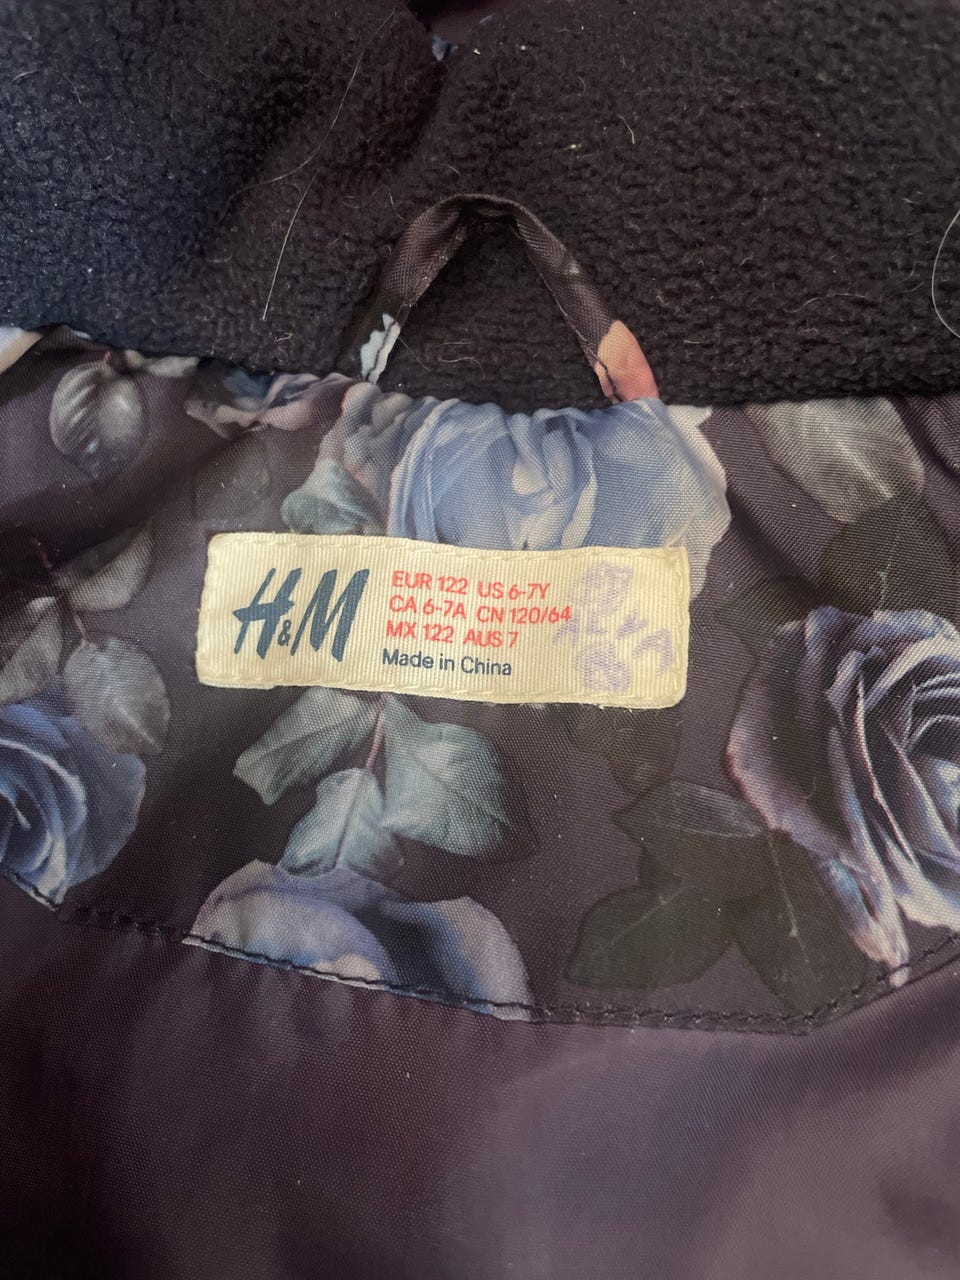 H&M
EUR 122 US 6-7Y
CA 6-7A CN 120/64
MX 122 AUS 7
Made in China